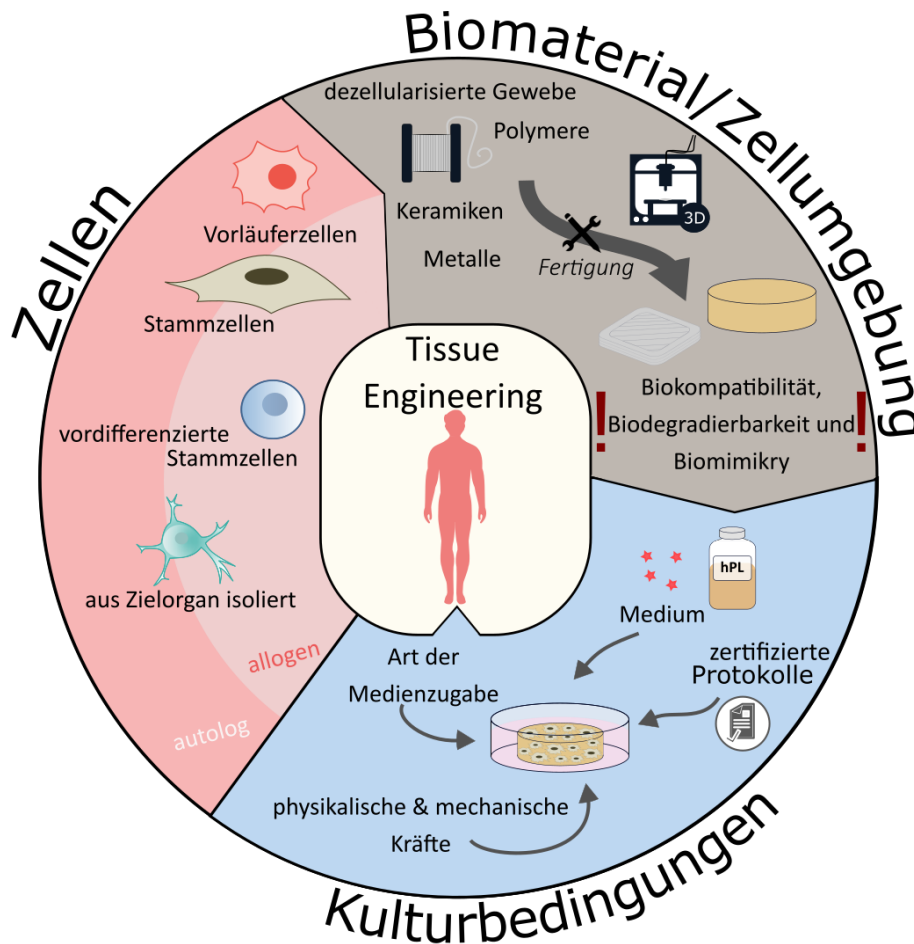 Biomaterial/Zellumgebung
dezellularisierte Gewebe
Polymere
3D
Keramiken
Metalle
Fertigung
Biokompatibilität,
Biodegradierbarkeit und
Biomimikry
!
!
Zellen
Vorläuferzellen
Stammzellen
vordifferenzierte
Stammzellen
aus Zielorgan isoliert
allogen
autolog
Tissue
Engineering
hPL
Medium
zertifizierte
Protokolle
Art der
Medienzugabe
physikalische & mechanische
Kräfte
Kulturbedingungen